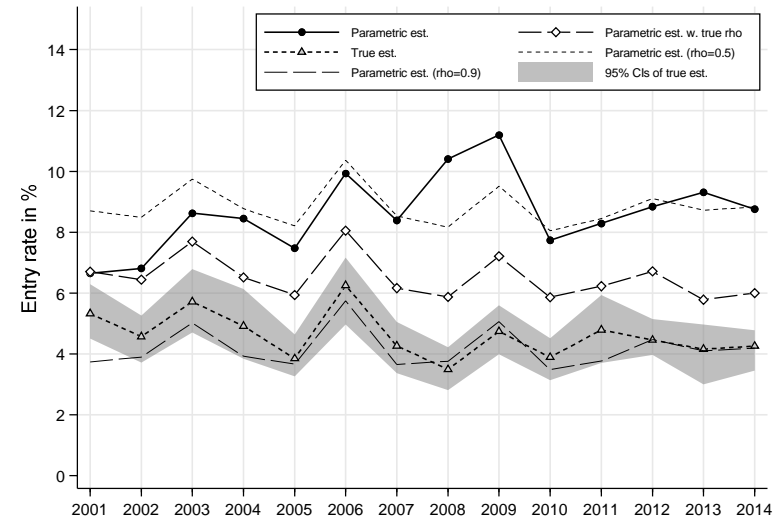 Parametric est.
Parametric est. w. true rho
True est.
Parametric est. (rho=0.5)
Parametric est. (rho=0.9)
95% CIs of true est.
Entry rate in %
14
12
10
8
6
4
2
0
2001 2002 2003 2004 2005 2006 2007 2008 2009 2010 2011 2012 2013 2014